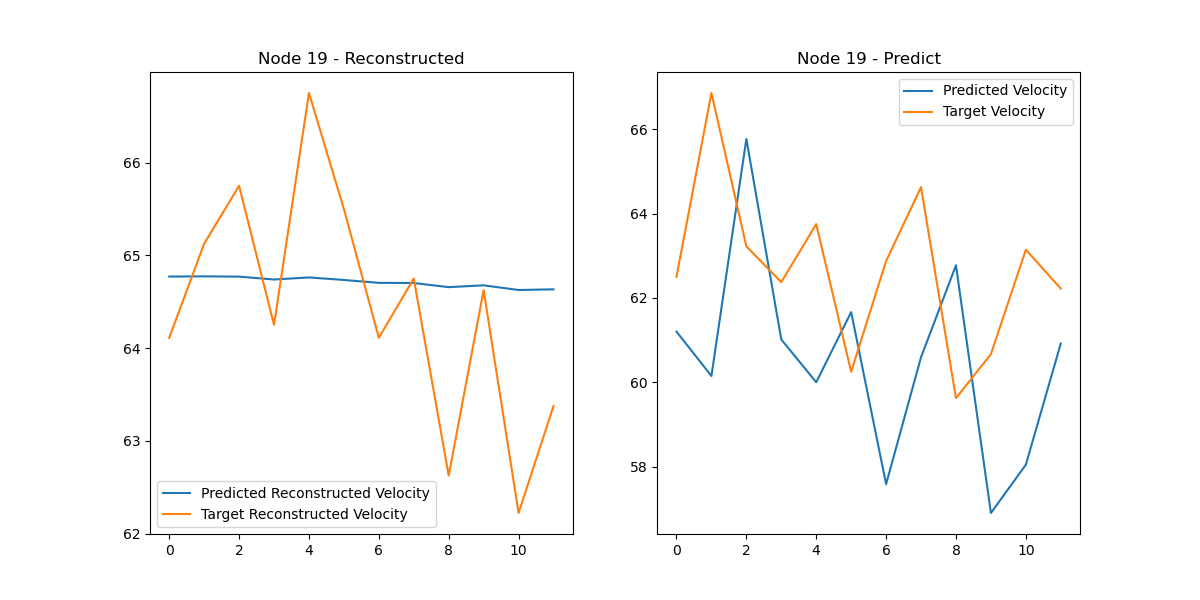 Node 19 - Reconstructed
66
65
64
63
62
0 2 4 6 8 10
Predicted Reconstructed Velocity
Target Reconstructed Velocity
Node 19 - Predict
66
64
62
60
58
0 2 4 6 8 10
Predicted Velocity
Target Velocity